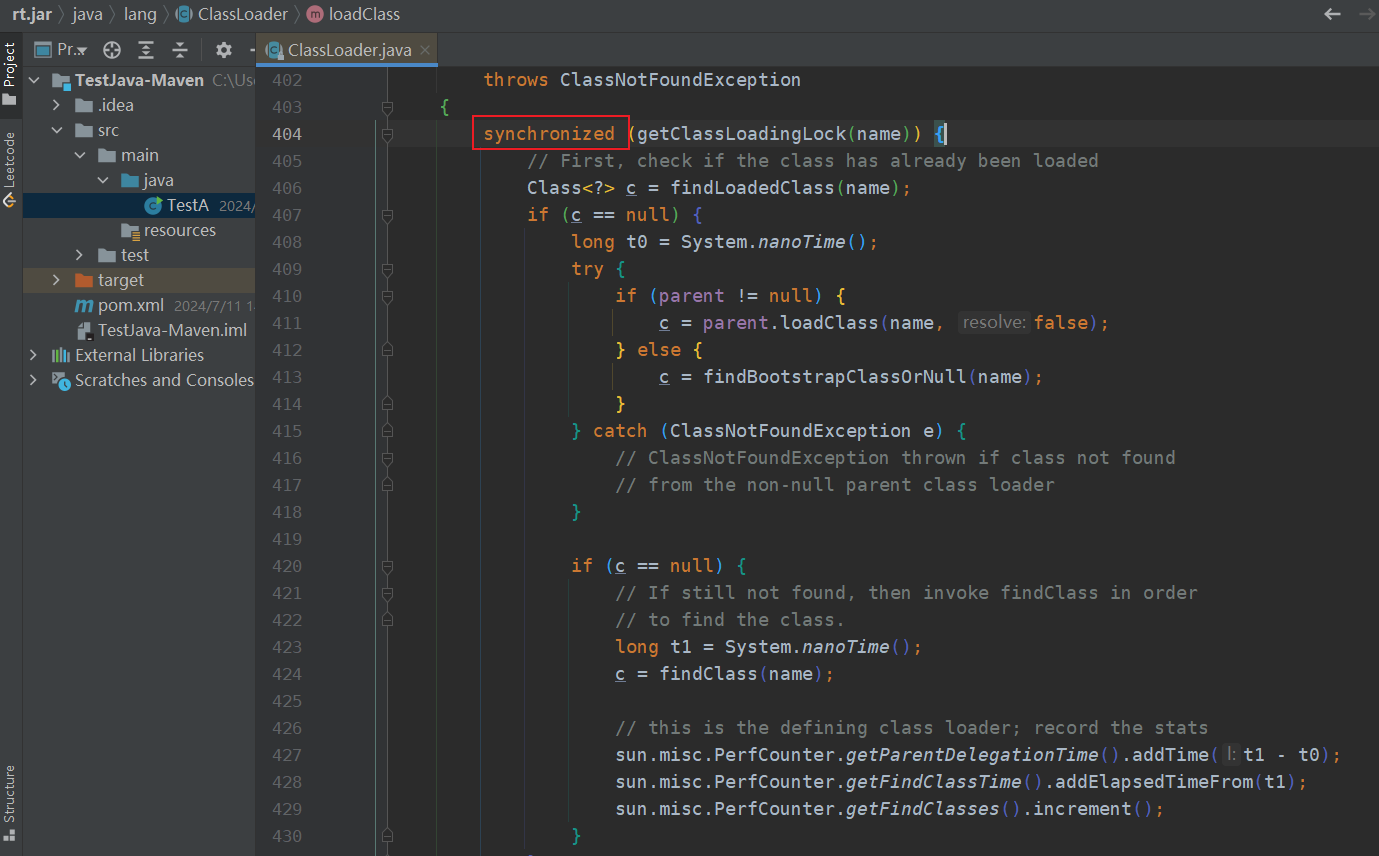 rt.jar java lang ClassLoader loadClass
Project
Leetcode
Structure
Pr..
TestJava-Maven C:\Use
.idea
src
main
java
TestA 2024/
resources
test
target
pom.xml 2024/7/11 1
TestJava-Maven.iml
External Libraries
Scratches and Consoles
ClassLoader.java
402 throws ClassNotFoundException
403 {
404 synchronized (getClassLoadingLock(name)) {
405 // First, check if the class has already been loaded
406 Class<?> c = findLoadedClass(name);
407 if (c == null) {
408 long t0 = System.nanoTime();
409 try {
410 if (parent != null) {
411 c = parent.loadClass(name, resolve: false);
412 } else {
413 c = findBootstrapClassOrNull(name);
414 }
415 } catch (ClassNotFoundException e) {
416 // ClassNotFoundException thrown if class not found
417 // from the non-null parent class loader
418 }
419
420 if (c == null) {
421 // If still not found, then invoke findClass in order
422 // to find the class.
423 long t1 = System.nanoTime();
424 c = findClass(name);
425
426 // this is the defining class loader; record the stats
427 sun.misc.PerfCounter.getParentDelegationTime().addTime( l: t1 - t0);
428 sun.misc.PerfCounter.getFindClassTime().addElapsedTimeFrom(t1);
429 sun.misc.PerfCounter.getFindClasses().increment();
430 }